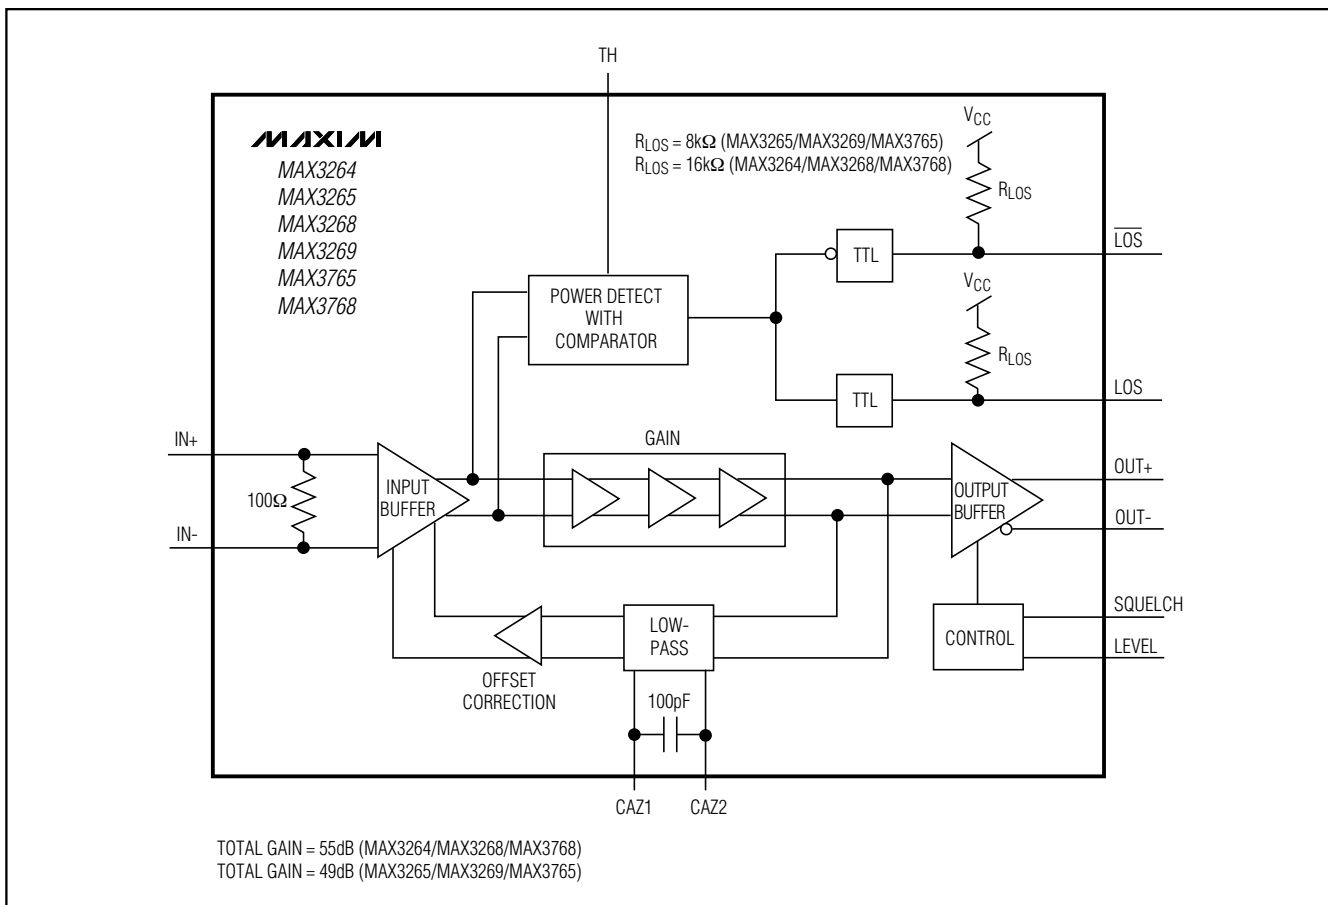 TH
MAXIM
MAX3264
MAX3265
MAX3268
MAX3269
MAX3765
MAX3768
RLOS = 8kΩ (MAX3265/MAX3269/MAX3765)
RLOS = 16kΩ (MAX3264/MAX3268/MAX3768)
VCC
RLOS
TTL
LOS
POWER DETECT
WITH
COMPARATOR
VCC
RLOS
TTL
LOS
IN+
100Ω
IN-
INPUT
BUFFER
GAIN
OUTPUT
BUFFER
OUT+
OUT-
OFFSET
CORRECTION
LOW-
PASS
100pF
CONTROL
SQUELCH
LEVEL
CAZ1
CAZ2
TOTAL GAIN = 55dB (MAX3264/MAX3268/MAX3768)
TOTAL GAIN = 49dB (MAX3265/MAX3269/MAX3765)